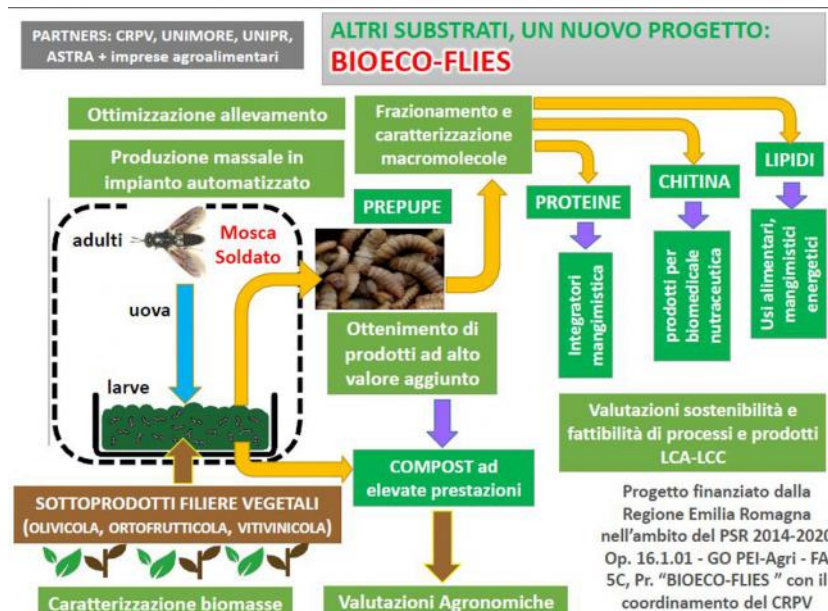 PARTNERS: CRPV, UNIMORE, UNIPR,
ASTRA + imprese agroalimentari
ALTRI SUBSTRATI, UN NUOVO PROGETTO:
BIOECO-FLIES
Ottimizzazione allevamento
Produzione massale in
impianto automatizzato
Frazionamento e
caratterizzazione
macromolecole
LIPIDI
CHITINA
PROTEINE
PREPUPE
adulti
Mosca
Soldato
uova
larve
Integratori
mangimistica
prodotti per
biomedicale
nutraceutica
Usi alimentari,
mangimistici
energetici
Ottenimento di
prodotti ad alto
valore aggiunto
Valutazioni sostenibilità e
fattibilità di processi e prodotti
LCA-LCC
COMPOST ad
elevate prestazioni
SOTTOPRODOTTI FILIERE VEGETALI
(OLIVICOLA, ORTOFRUTTICOLA, VITIVINICOLA)
Caratterizzazione biomasse
Valutazioni Agronomiche
Progetto finanziato dalla
Regione Emilia Romagna
nell'ambito del PSR 2014-2020
Op. 16.1.01 - GO PEI-Agri - FA
5C, Pr. “BIOECO-FLIES ” con il
coordinamento del CRPV